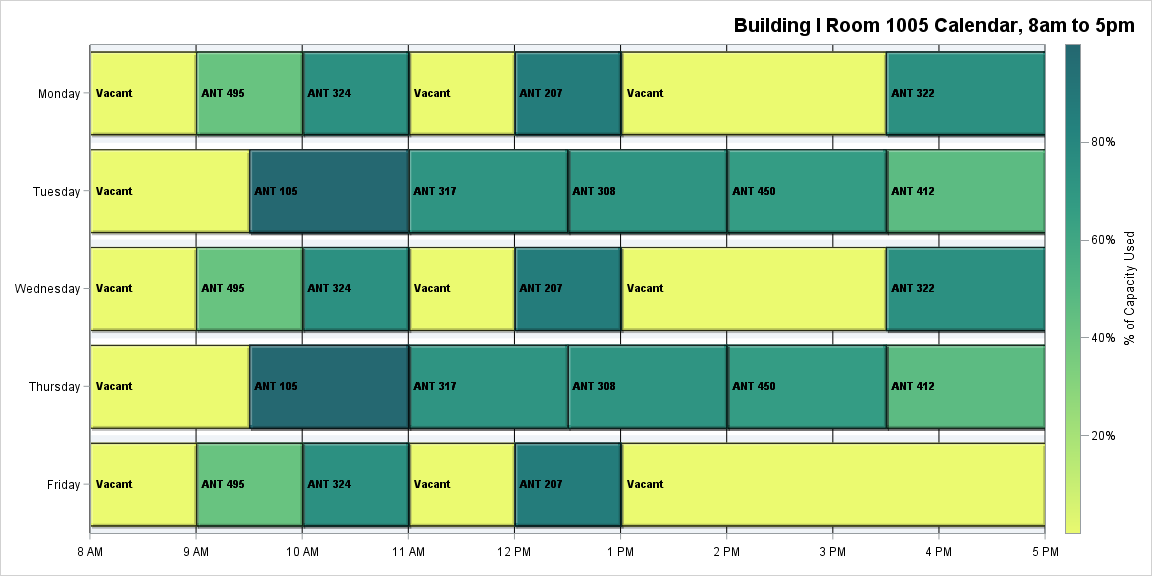 Building I Room 1005 Calendar, 8am to 5pm
Monday
Vacant
ANT 495
ANT 324
Vacant
ANT 207
Vacant
ANT 322
Tuesday
Vacant
ANT 105
ANT 317
ANT 308
ANT 450
ANT 412
Wednesday
Vacant
ANT 495
ANT 324
Vacant
ANT 207
Vacant
ANT 322
Thursday
Vacant
ANT 105
ANT 317
ANT 308
ANT 450
ANT 412
Friday
Vacant
ANT 495
ANT 324
Vacant
ANT 207
Vacant
8 AM
9 AM
10 AM
11 AM
12 PM
1 PM
2 PM
3 PM
4 PM
5 PM
80%
60%
40%
20%
% of Capacity Used